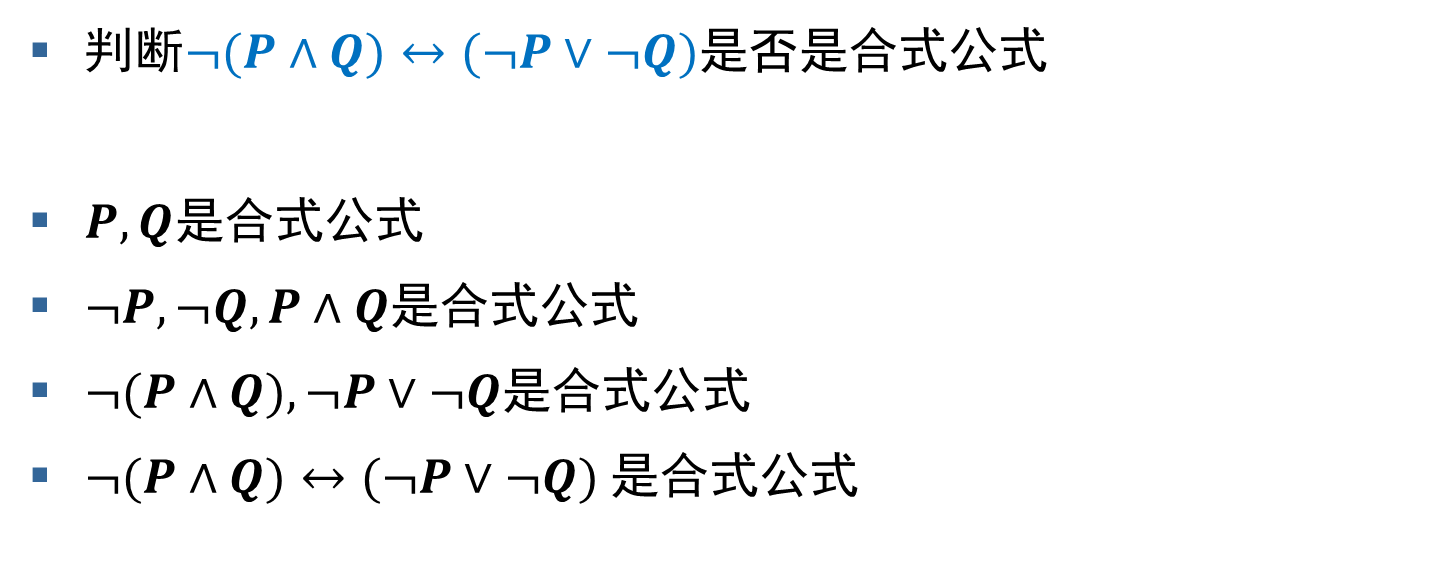 ▪ 判断¬(P ∧ Q) ↔ (¬P ∨ ¬Q)是否是合式公式
▪ P, Q是合式公式
▪ ¬P, ¬Q, P ∧ Q是合式公式
▪ ¬(P ∧ Q), ¬P ∨ ¬Q是合式公式
▪ ¬(P ∧ Q) ↔ (¬P ∨ ¬Q) 是合式公式